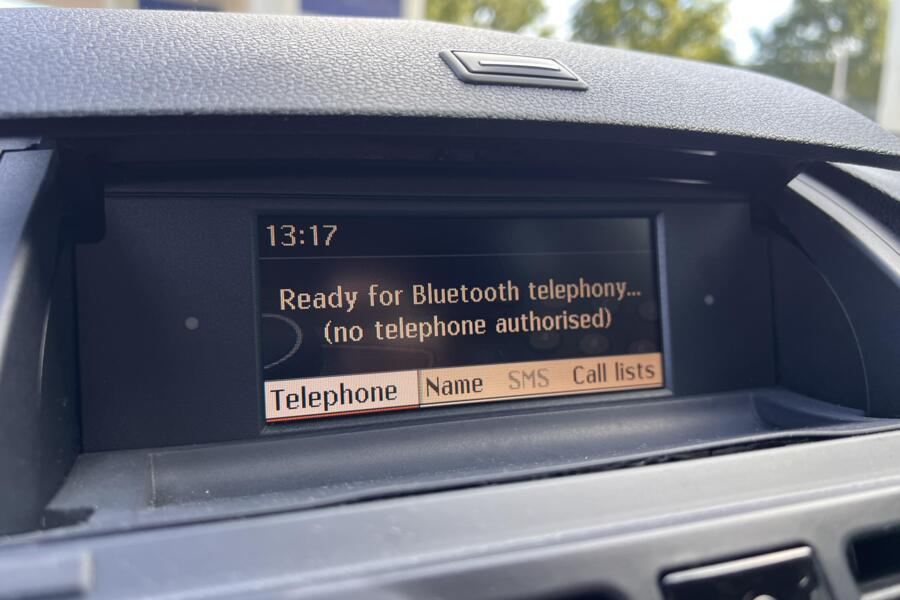 13:17
Ready for Bluetooth telephony...
(no telephone authorised)
Telephone Name SMS Call lists